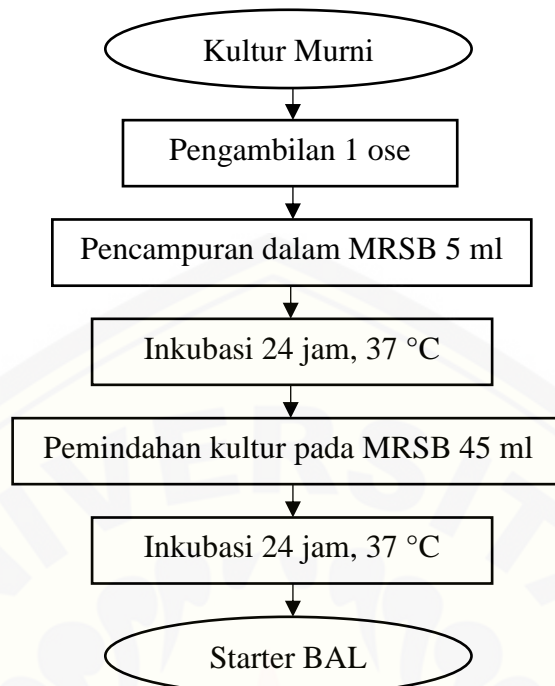 Kultur Murni
Pengambilan 1 ose
Pencampuran dalam MRSB 5 ml
Inkubasi 24 jam, 37 °C
Pemindahan kultur pada MRSB 45 ml
Inkubasi 24 jam, 37 °C
Starter BAL